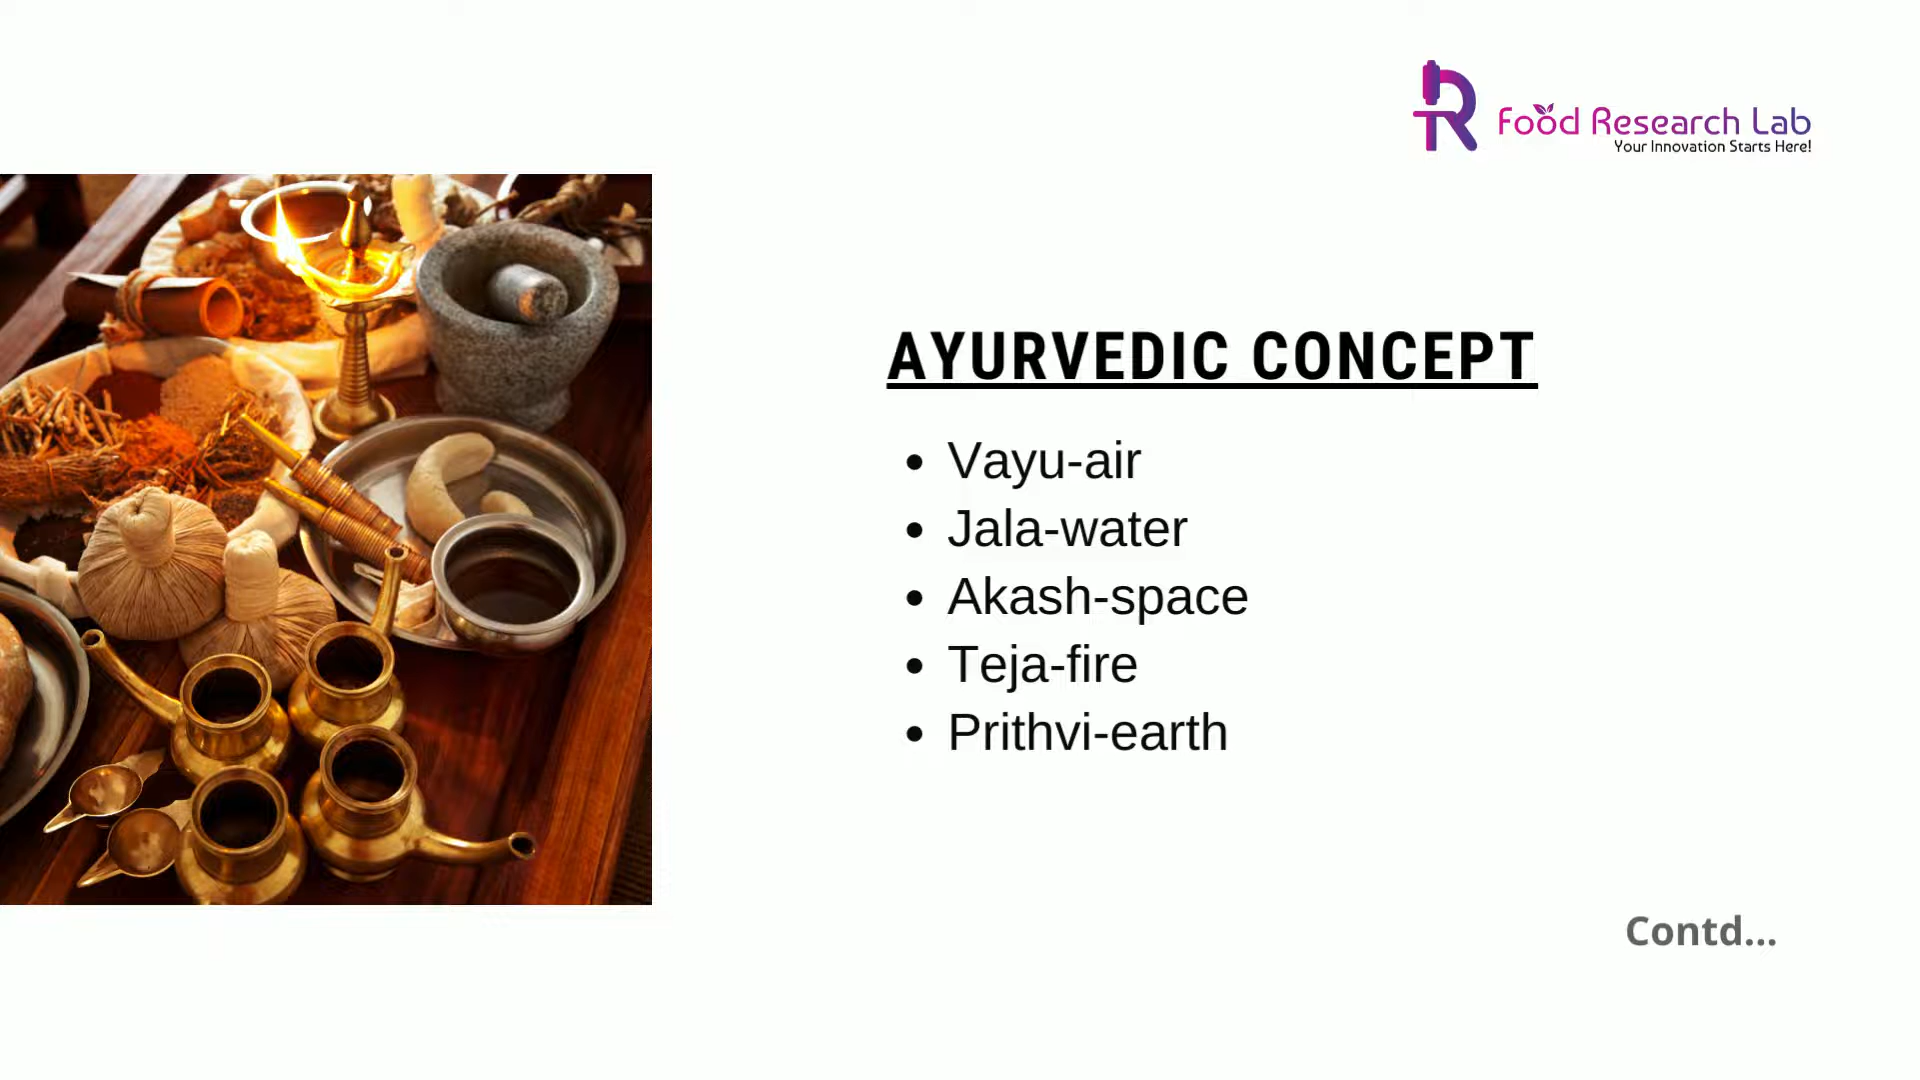 Food Research Lab
Your Innovation Starts Here!
AYURVEDIC CONCEPT
• Vayu-air
• Jala-water
• Akash-space
• Teja-fire
• Prithvi-earth
Contd...